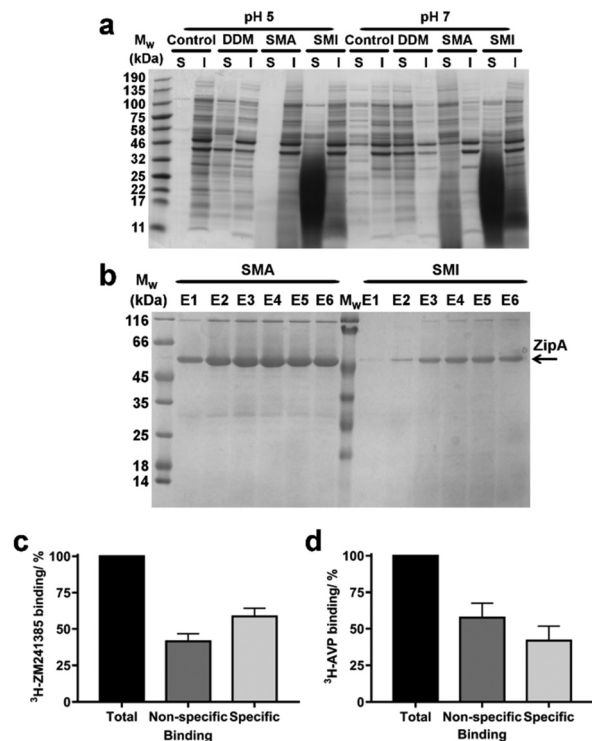 a
pH 5 pH 7
Mw Control DDM SMA SMI Control DDM SMA SMI
(kDa) S I S I S I S I S I S I S I S I
190
135
100
75
58
46
32
25
22
17
11
b
SMA SMI
Mw
(kDa) E1 E2 E3 E4 E5 E6 Mw E1 E2 E3 E4 E5 E6
116
66
45
35
25
18
14
ZipA
c
³H-ZM241385 binding/ %
100
75
50
25
Total Non-specific Specific
Binding
d
³H-AVP binding/ %
100
75
50
25
Total Non-specific Specific
Binding